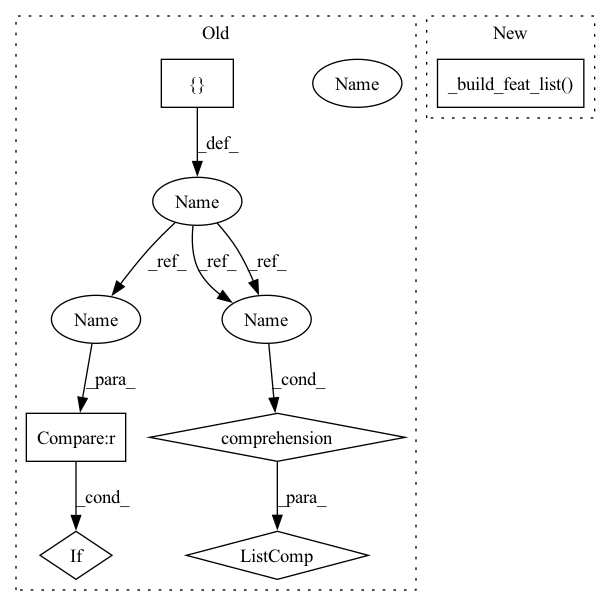 Old
New
{}
Name
_build_feat_list()
_def_
Name
_ref_
_ref_
_ref_
Name
Name
_para_
_cond_
Compare:r
comprehension
_cond_
_para_
If
ListComp